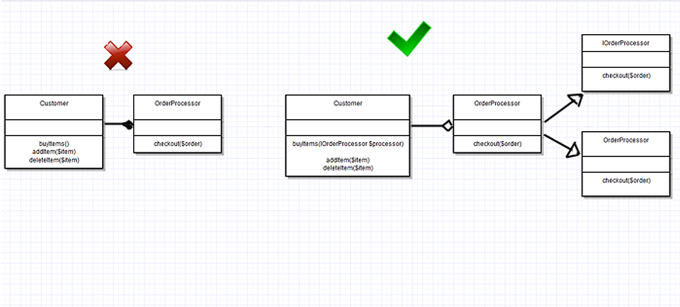 Customer
buyItems()
addItem($item)
deleteItem($item)
OrderProcessor
checkout($order)
Customer
buyItems(IOrderProcessor $processor)
addItem($item)
deleteItem($item)
OrderProcessor
checkout($order)
IOrderProcessor
checkout($order)
OrderProcessor
checkout($order)